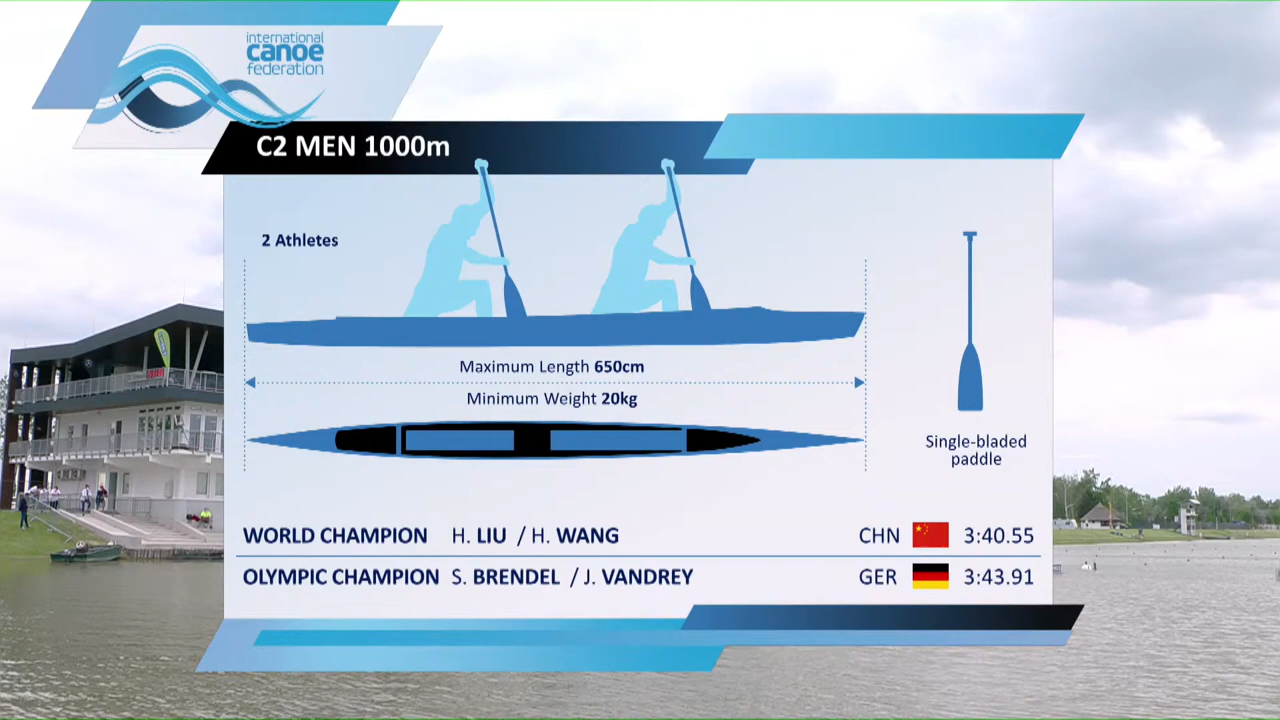 international
canoe
federation
C2 MEN 1000m
2 Athletes
Maximum Length 650cm
Minimum Weight 20kg
Single-bladed
paddle
WORLD CHAMPION H. LIU / H. WANG CHN 3:40.55
OLYMPIC CHAMPION S. BRENDEL / J. VANDREY GER 3:43.91